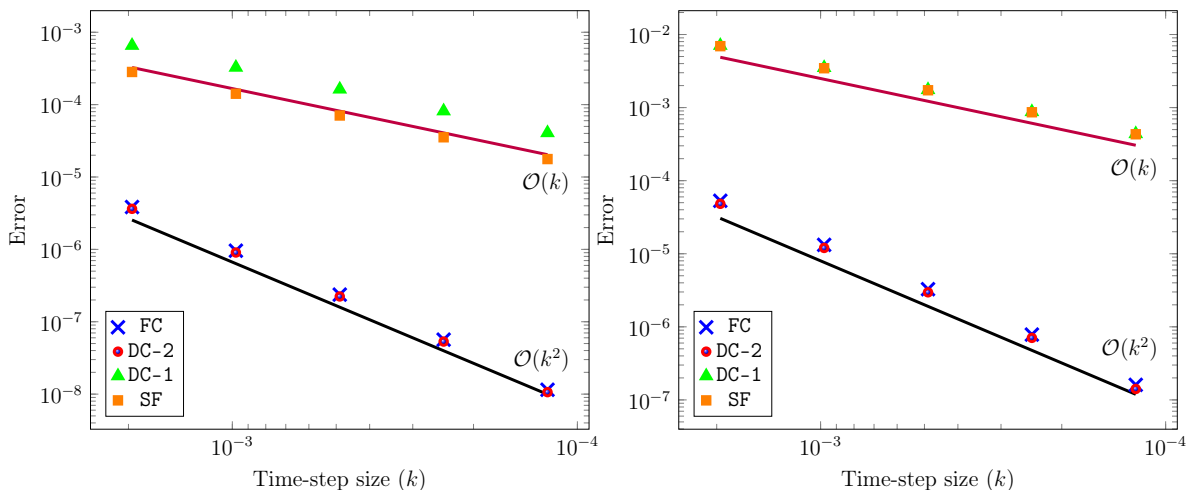 10^{-3}
10^{-4}
10^{-5}
10^{-6}
10^{-7}
10^{-8}
Error
O(k)
O(k^2)
FC
DC-2
DC-1
SF
10^{-3}
10^{-4}
Time-step size (k)
10^{-2}
10^{-3}
10^{-4}
10^{-5}
10^{-6}
10^{-7}
Error
O(k)
O(k^2)
FC
DC-2
DC-1
SF
10^{-3}
10^{-4}
Time-step size (k)